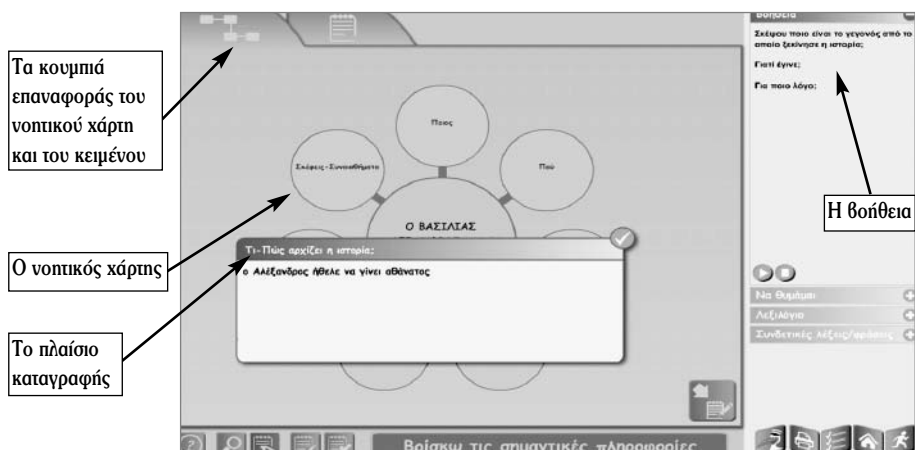 Τα κουμπιά
επαναφοράς του
νοητικού χάρτη
και του κειμένου
Ο νοητικός χάρτης
Το πλαίσιο
καταγραφής
Ποιος
Σκέψεις - Συναισθήματα
Πού
Ο ΒΑΣΙΛΙΑΣ
Τι-Πώς αρχίζει η ιστορία;
ο Αλέξανδρος ήθελε να γίνει αθάνατος
Βρίσκω τις σημαντικές πληροφορίες
Βοήθεια
Σκέψου ποιο είναι το γεγονός από το
οποίο ξεκίνησε η ιστορία;
Γιατί έγινε;
Για ποιο λόγο;
Η βοήθεια
Να θυμάμαι
Λεξιλόγιο
Συνδετικές λέξεις/φράσεις